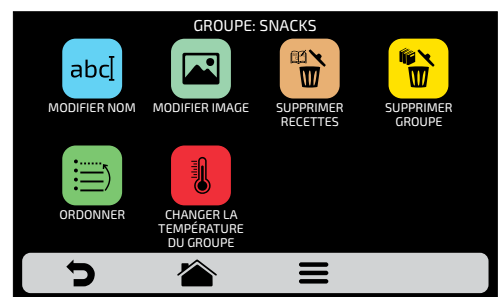 GROUPE: SNACKS
abc
MODIFIER NOM
MODIFIER IMAGE
SUPPRIMER
RECETTES
SUPPRIMER
GROUPE
ORDONNER
CHANGER LA
TEMPÉRATURE
DU GROUPE